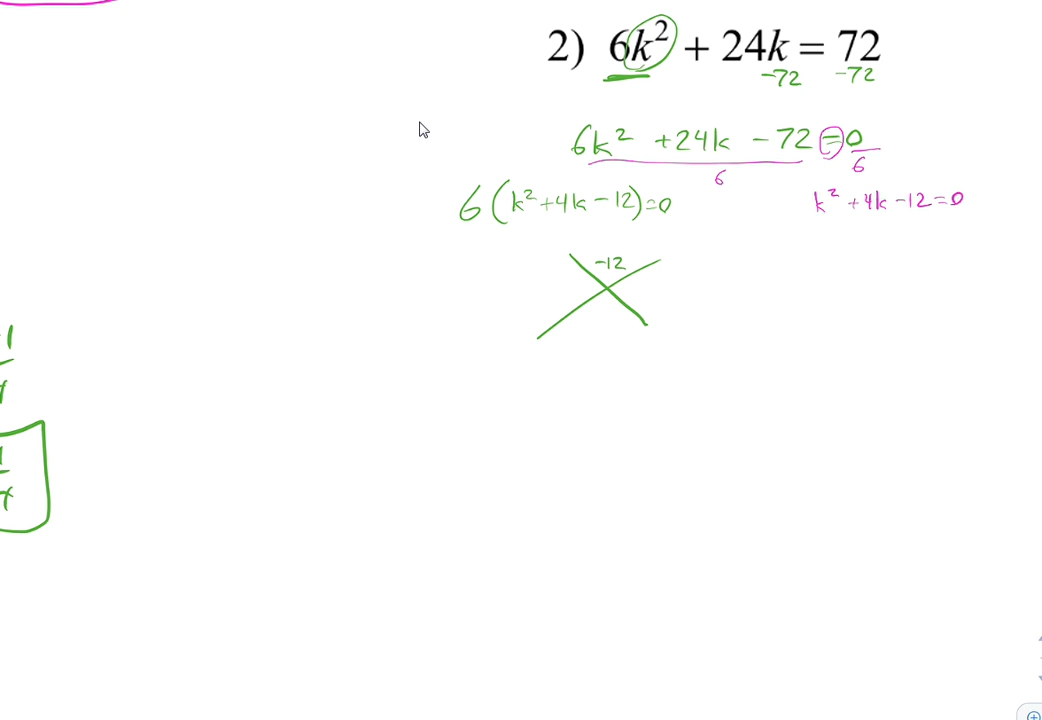 2) 6k² + 24k = 72
-72 -72
6k² +24k -72 = 0
6 6
6(k²+4k-12)=0
k² +4k -12=0
-12